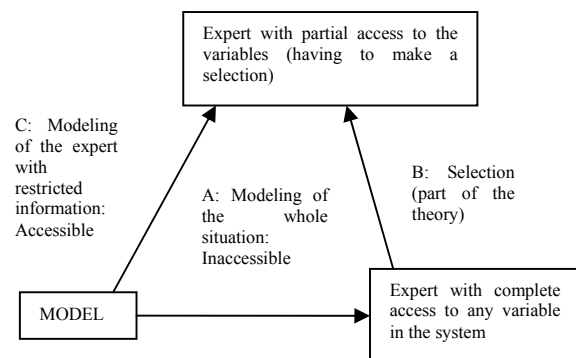 Expert with partial access to the
variables (having to make a
selection)
C: Modeling
of the expert
with
restricted
information:
Accessible
A: Modeling of
the whole
situation:
Inaccessible
B: Selection
(part of the
theory)
MODEL
Expert with complete
access to any variable
in the system